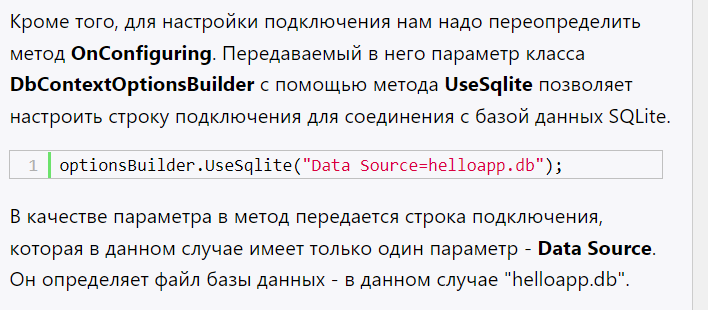 Кроме того, для настройки подключения нам надо переопределить
метод OnConfiguring. Передаваемый в него параметр класса
DbContextOptionsBuilder с помощью метода UseSqlite позволяет
настроить строку подключения для соединения с базой данных SQLite.
1 optionsBuilder.UseSqlite("Data Source=helloapp.db");
В качестве параметра в метод передается строка подключения,
которая в данном случае имеет только один параметр - Data Source.
Он определяет файл базы данных - в данном случае "helloapp.db".